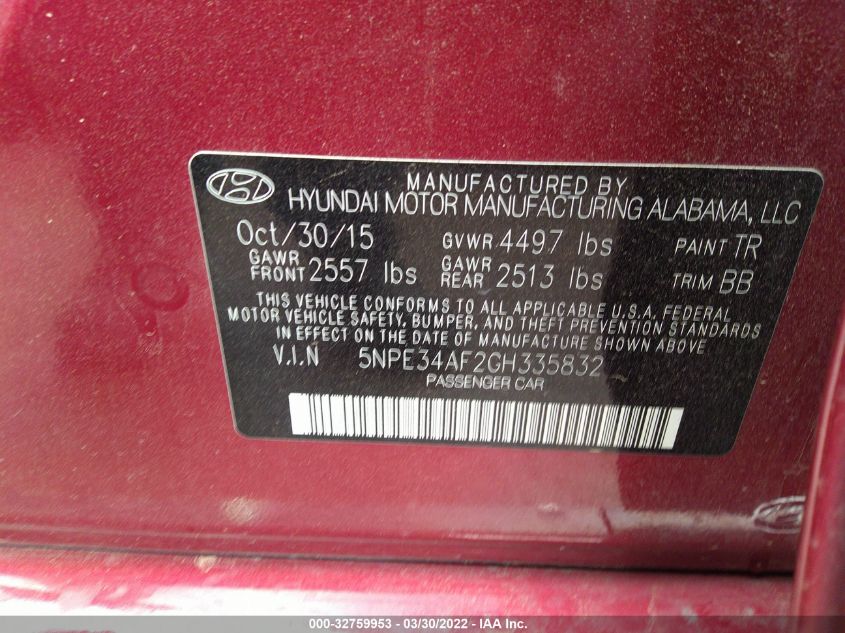 MANUFACTURED BY
HYUNDAI MOTOR MANUFACTURING ALABAMA, LLC
Oct/30/15 GVWR 4497 lbs PAINT TR
GAWR FRONT 2557 lbs GAWR REAR 2513 lbs TRIM BB
THIS VEHICLE CONFORMS TO ALL APPLICABLE U.S.A. FEDERAL
MOTOR VEHICLE SAFETY, BUMPER, AND THEFT PREVENTION STANDARDS
IN EFFECT ON THE DATE OF MANUFACTURE SHOWN ABOVE
V.I.N 5NPE34AF2GH335832
PASSENGER CAR
000-32759953 - 03/30/2022 - IAA Inc.